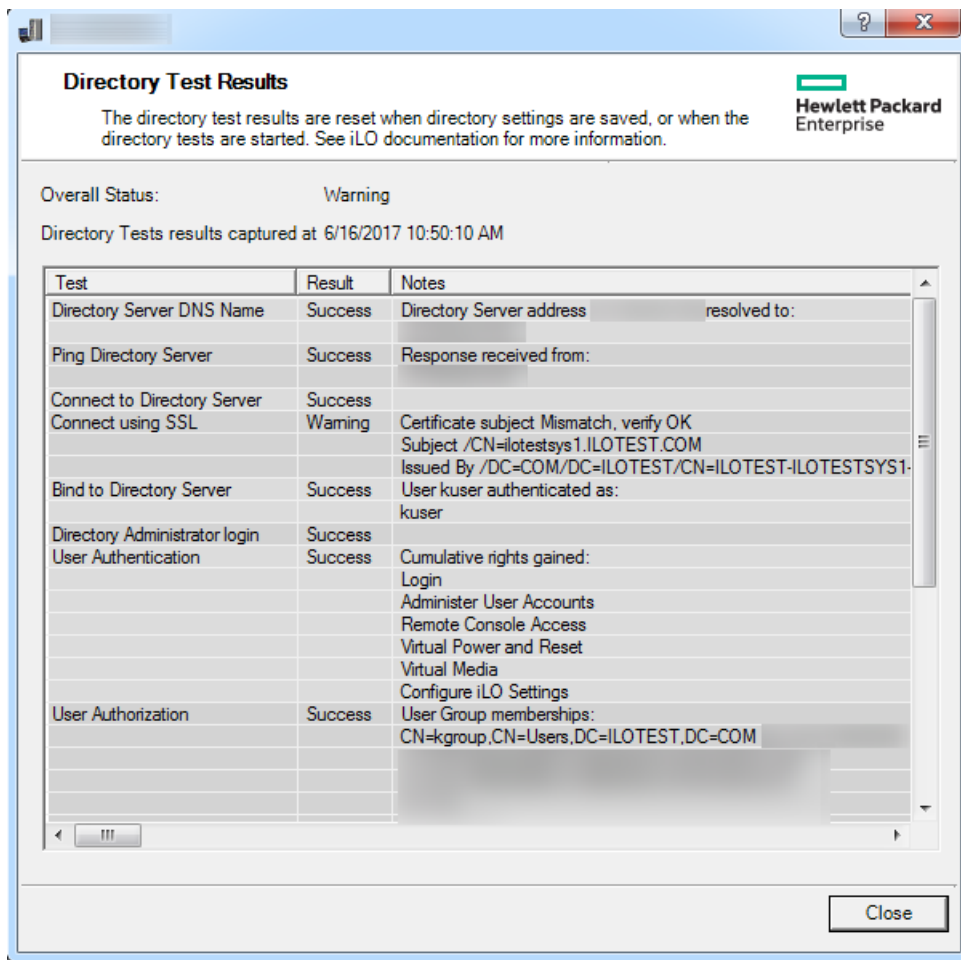 Directory Test Results
The directory test results are reset when directory settings are saved, or when the
directory tests are started. See iLO documentation for more information.
Hewlett Packard
Enterprise
Overall Status: Warning
Directory Tests results captured at 6/16/2017 10:50:10 AM
Test Result Notes
Directory Server DNS Name Success Directory Server address resolved to:
Ping Directory Server Success Response received from:
Connect to Directory Server Success
Connect using SSL Warning Certificate subject Mismatch, verify OK
Subject /CN=ilotestsys1.ILOTEST.COM
Issued By /DC=COM/DC=ILOTEST/CN=ILOTEST-ILOTESTSYS1-
Bind to Directory Server Success User kuser authenticated as:
kuser
Directory Administrator login Success
User Authentication Success Cumulative rights gained:
Login
Administer User Accounts
Remote Console Access
Virtual Power and Reset
Virtual Media
Configure iLO Settings
User Authorization Success User Group memberships:
CN=kgroup,CN=Users,DC=ILOTEST,DC=COM
Close